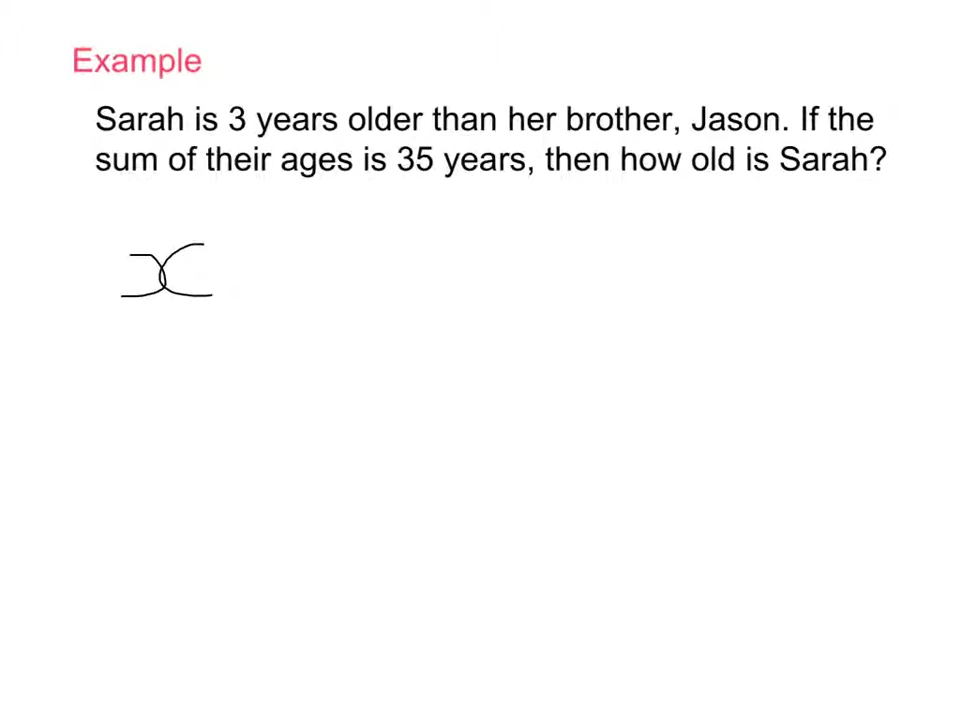 Example
Sarah is 3 years older than her brother, Jason. If the
sum of their ages is 35 years, then how old is Sarah?
x